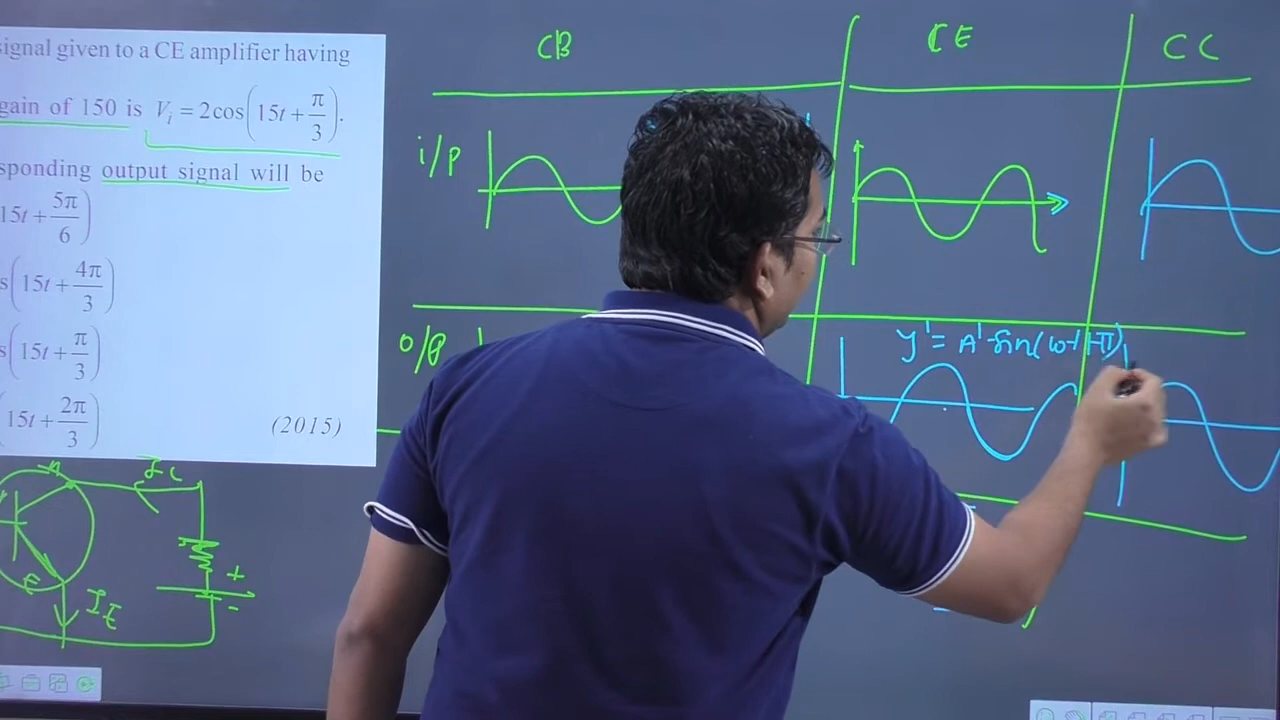 signal given to a CE amplifier having
gain of 150 is V_i = 2cos(15t + π/3).
sponding output signal will be
15t + 5π/6)
s(15t + 4π/3)
s(15t + π/3)
(15t + 2π/3)
(2015)
I_C
E
I_E
+
-
CB
CE
CC
i/P
o/P
y' = A' sin(ωt+π)